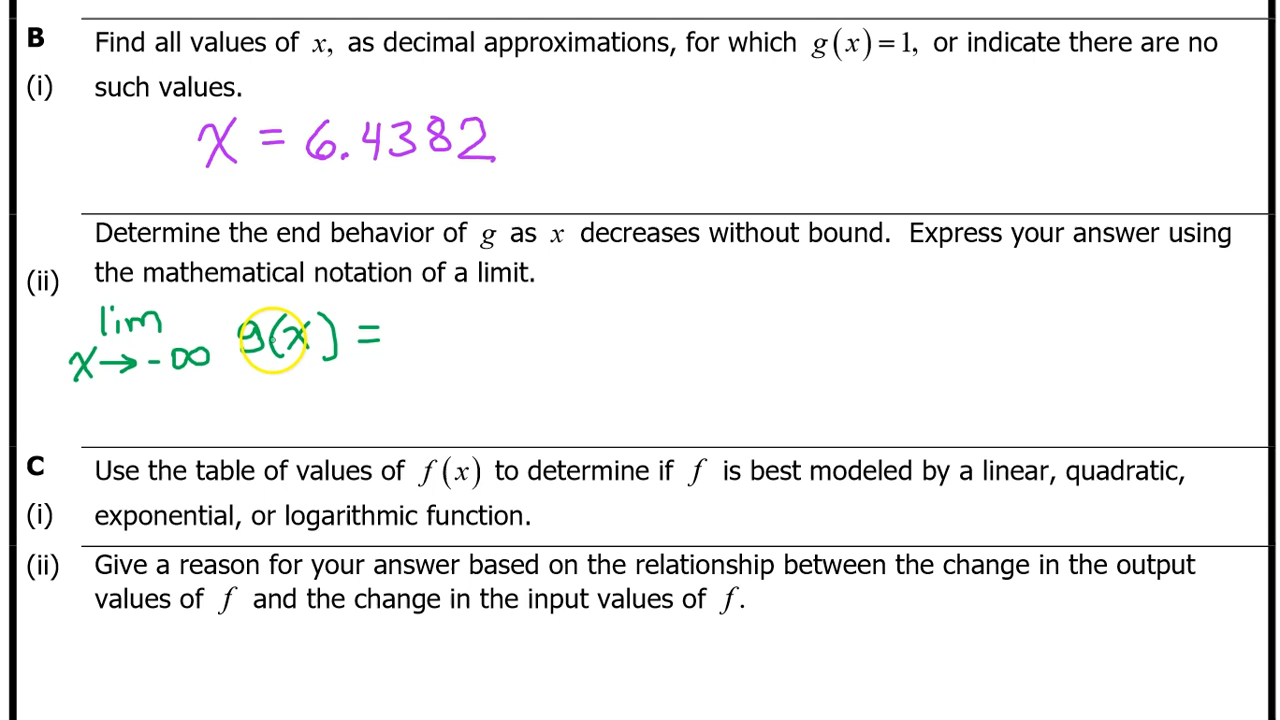 B Find all values of x, as decimal approximations, for which g(x)=1, or indicate there are no
(i) such values.
x = 6.4382
Determine the end behavior of g as x decreases without bound. Express your answer using
(ii) the mathematical notation of a limit.
lim g(x) =
x→-∞
C Use the table of values of f(x) to determine if f is best modeled by a linear, quadratic,
(i) exponential, or logarithmic function.
(ii) Give a reason for your answer based on the relationship between the change in the output
values of f and the change in the input values of f.